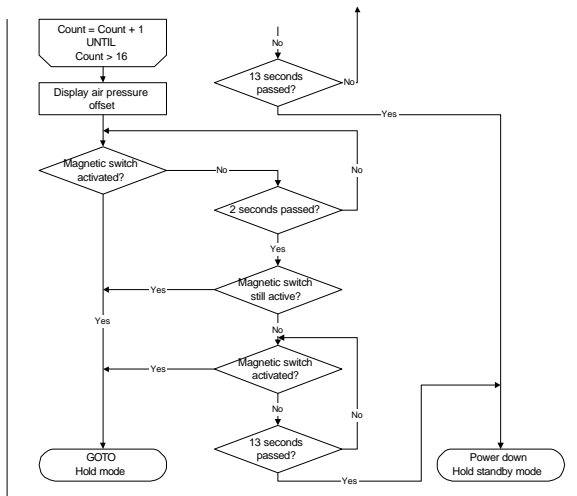 Count = Count + 1
UNTIL
Count > 16
No
13 seconds
passed?
No
Display air pressure
offset
Yes
Magnetic switch
activated?
No
No
2 seconds passed?
Yes
Magnetic switch
still active?
Yes
Yes
No
Magnetic switch
activated?
Yes
No
No
13 seconds
passed?
GOTO
Hold mode
Yes
Power down
Hold standby mode